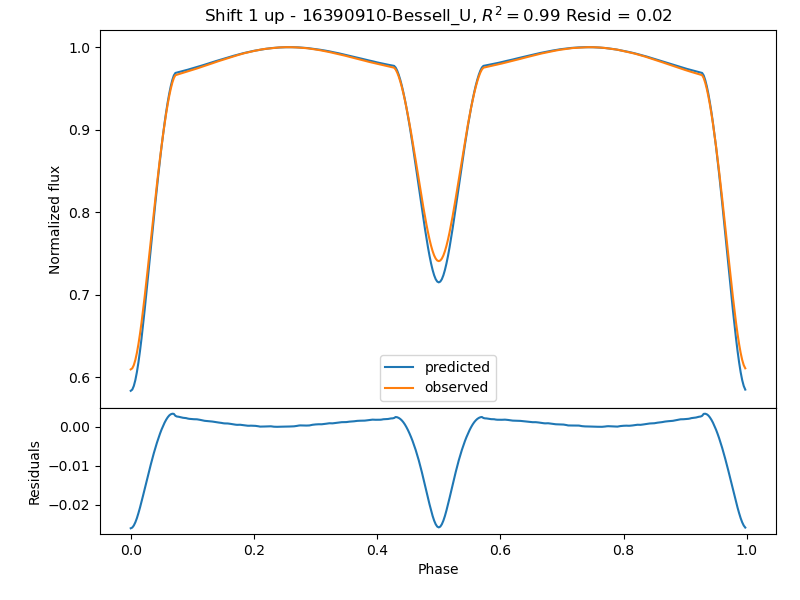 Shift 1 up - 16390910-Bessell_U, R² = 0.99 Resid = 0.02
1.0
0.9
0.8
0.7
0.6
Normalized flux
predicted
observed
0.00
−0.01
−0.02
Residuals
0.0 0.2 0.4 0.6 0.8 1.0
Phase